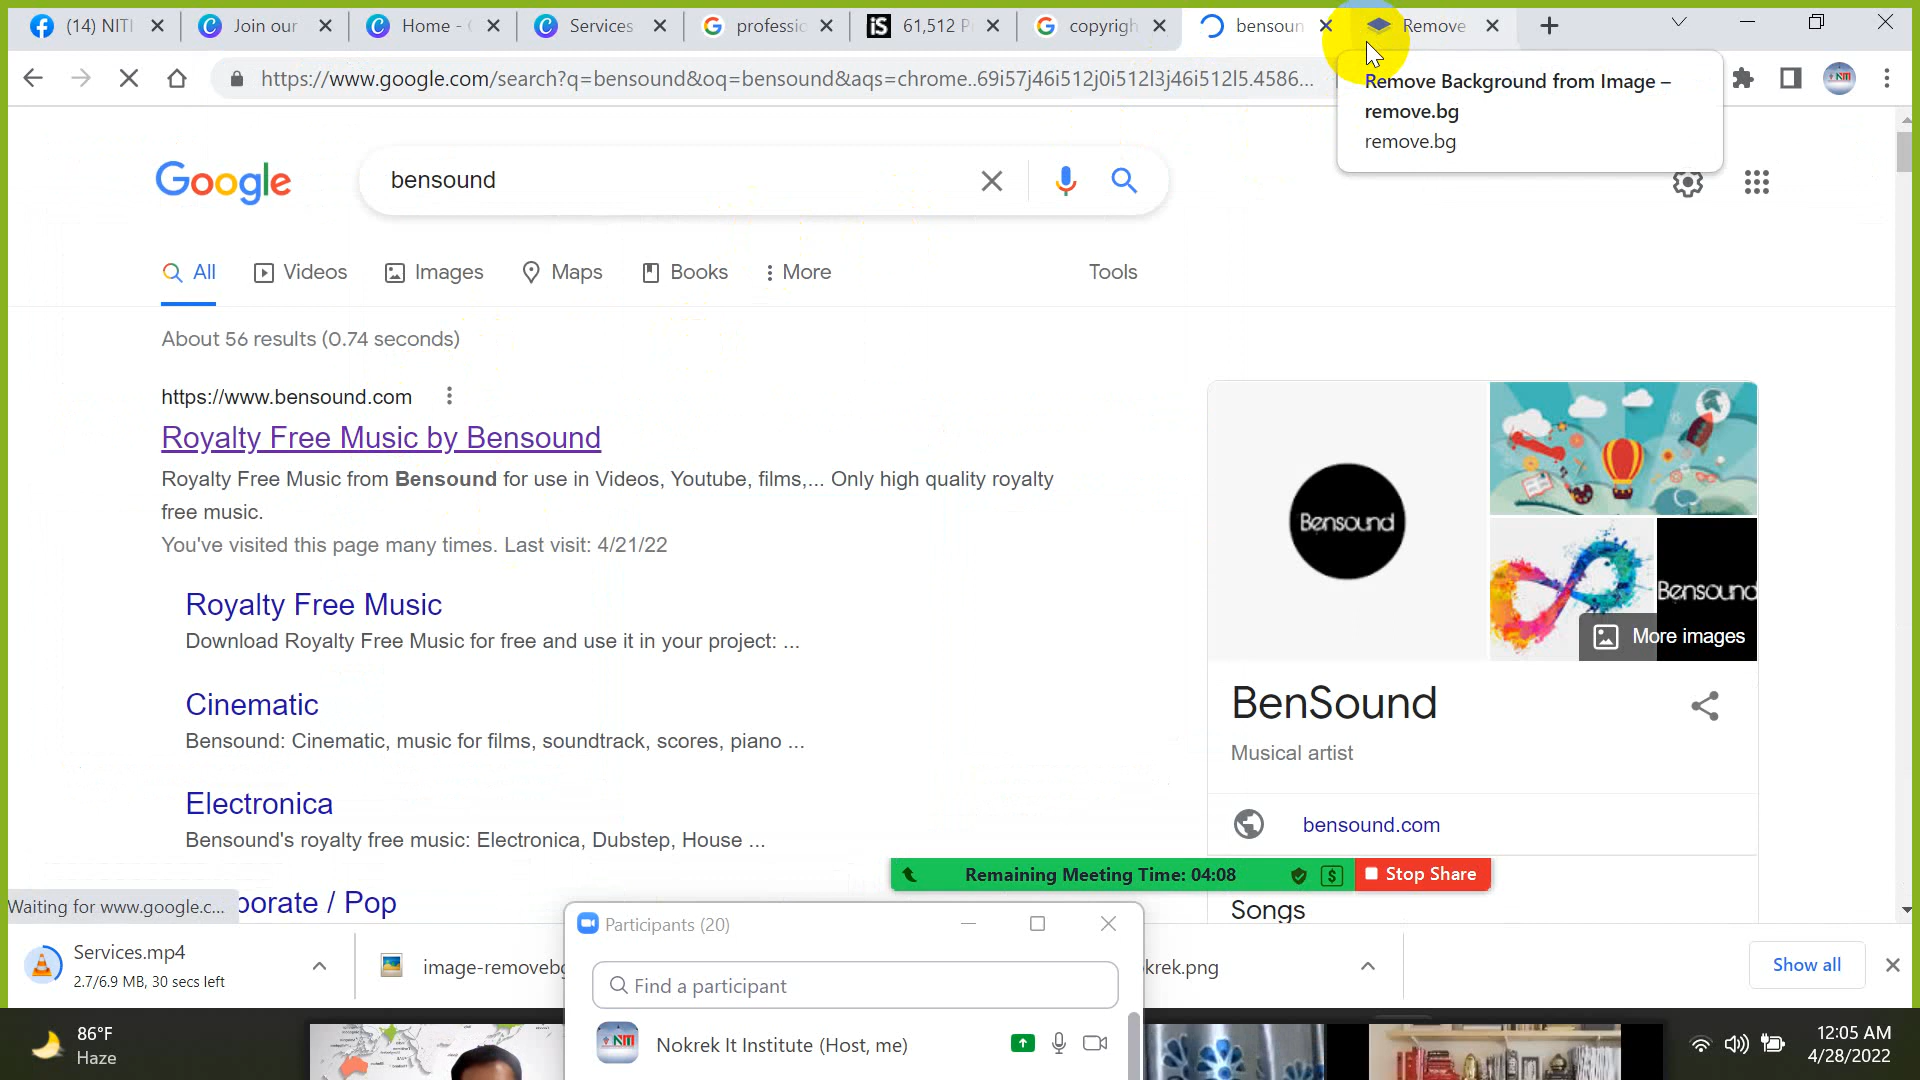 (14) NITI
Join our
Home - C
Services
professio
iS
61,512 P
copyrigh
bensoun
Remove
https://www.google.com/search?q=bensound&oq=bensound&aqs=chrome..69i57j46i512j0i512l3j46i512l5.4586...
Remove Background from Image –
remove.bg
remove.bg
Google
bensound
All
Videos
Images
Maps
Books
More
Tools
About 56 results (0.74 seconds)
https://www.bensound.com
Royalty Free Music by Bensound
Royalty Free Music from Bensound for use in Videos, Youtube, films,... Only high quality royalty
free music.
You've visited this page many times. Last visit: 4/21/22
Royalty Free Music
Download Royalty Free Music for free and use it in your project: ...
Cinematic
Bensound: Cinematic, music for films, soundtrack, scores, piano ...
Electronica
Bensound's royalty free music: Electronica, Dubstep, House ...
porate / Pop
Bensound
Bensound
More images
BenSound
Musical artist
bensound.com
Songs
Remaining Meeting Time: 04:08
Stop Share
Waiting for www.google.c...
Participants (20)
Find a participant
Nokrek It Institute (Host, me)
Services.mp4
2.7/6.9 MB, 30 secs left
image-removebg
krek.png
Show all
86°F
Haze
12:05 AM
4/28/2022